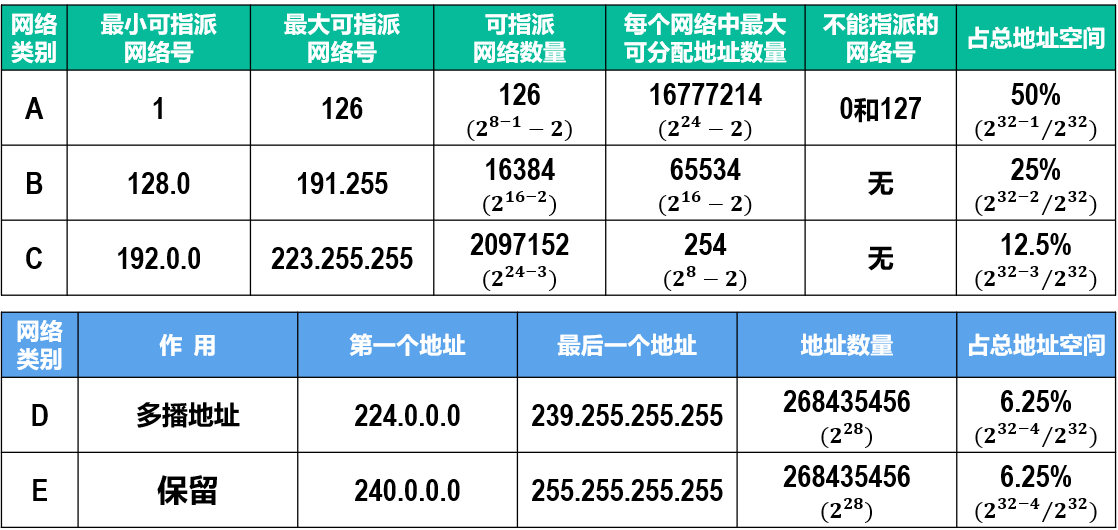 网络类别 最小可指派网络号 最大可指派网络号 可指派网络数量 每个网络中最大可分配地址数量 不能指派的网络号 占总地址空间
A 1 126 126 (2^{8-1} − 2) 16777214 (2^{24} − 2) 0和127 50% (2^{32-1}/2^{32})
B 128.0 191.255 16384 (2^{16-2}) 65534 (2^{16} − 2) 无 25% (2^{32-2}/2^{32})
C 192.0.0 223.255.255 2097152 (2^{24-3}) 254 (2^{8} − 2) 无 12.5% (2^{32-3}/2^{32})
网络类别 作 用 第一个地址 最后一个地址 地址数量 占总地址空间
D 多播地址 224.0.0.0 239.255.255.255 268435456 (2^{28}) 6.25% (2^{32-4}/2^{32})
E 保留 240.0.0.0 255.255.255.255 268435456 (2^{28}) 6.25% (2^{32-4}/2^{32})